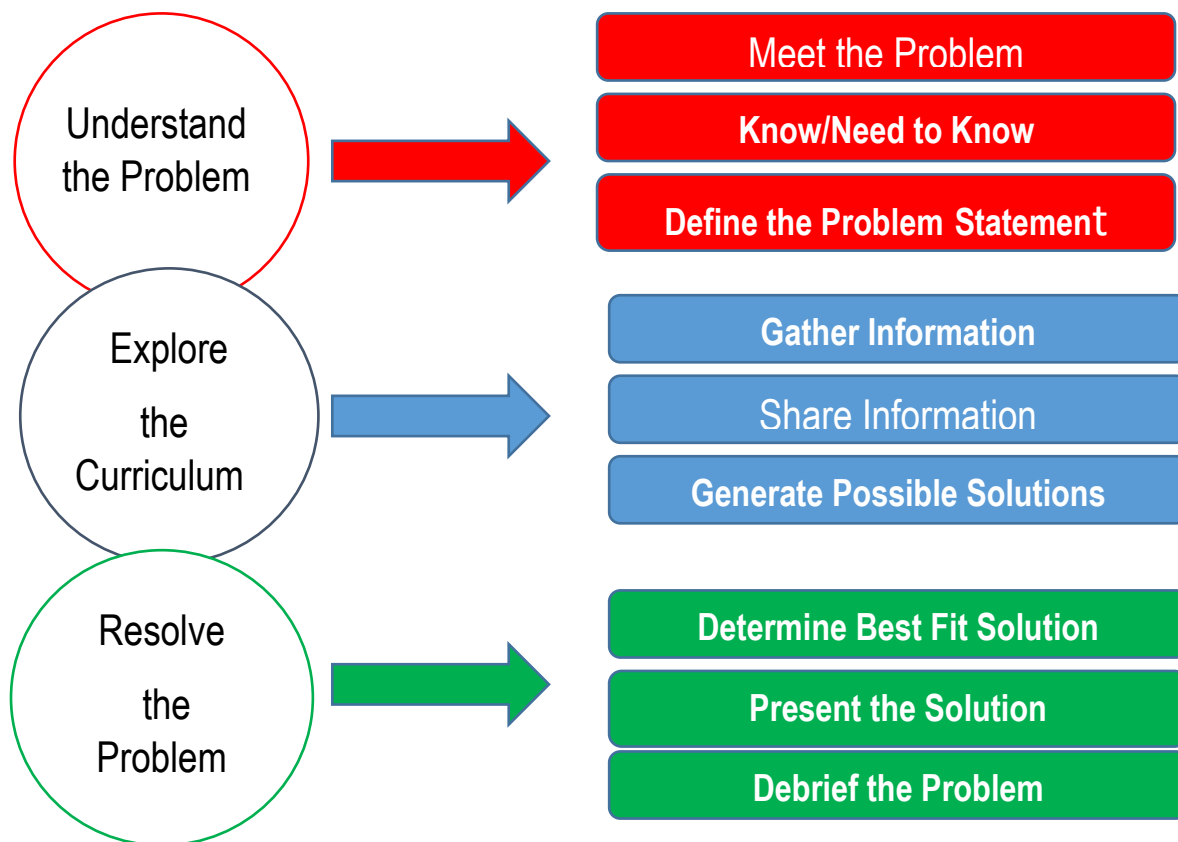 Understand
the Problem
Meet the Problem
Know/Need to Know
Define the Problem Statement
Explore
the
Curriculum
Gather Information
Share Information
Generate Possible Solutions
Resolve
the
Problem
Determine Best Fit Solution
Present the Solution
Debrief the Problem